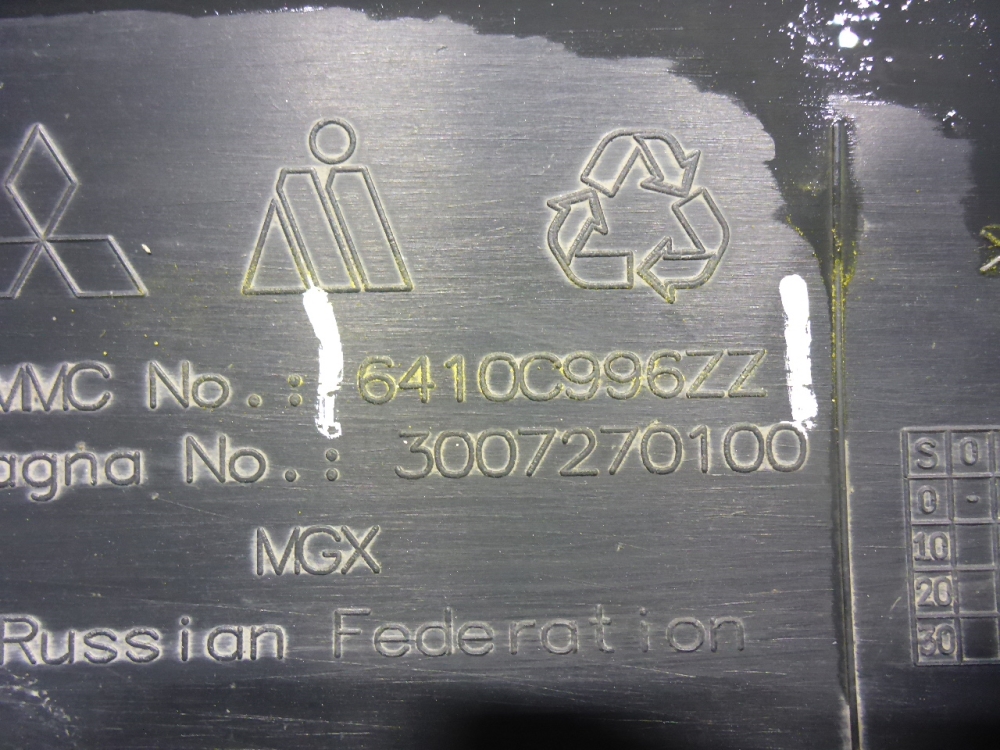 MMC No.: 6410C996ZZ
agna No.: 3007270100
MGX
Russian Federation
S 0
0 -
10
20
30